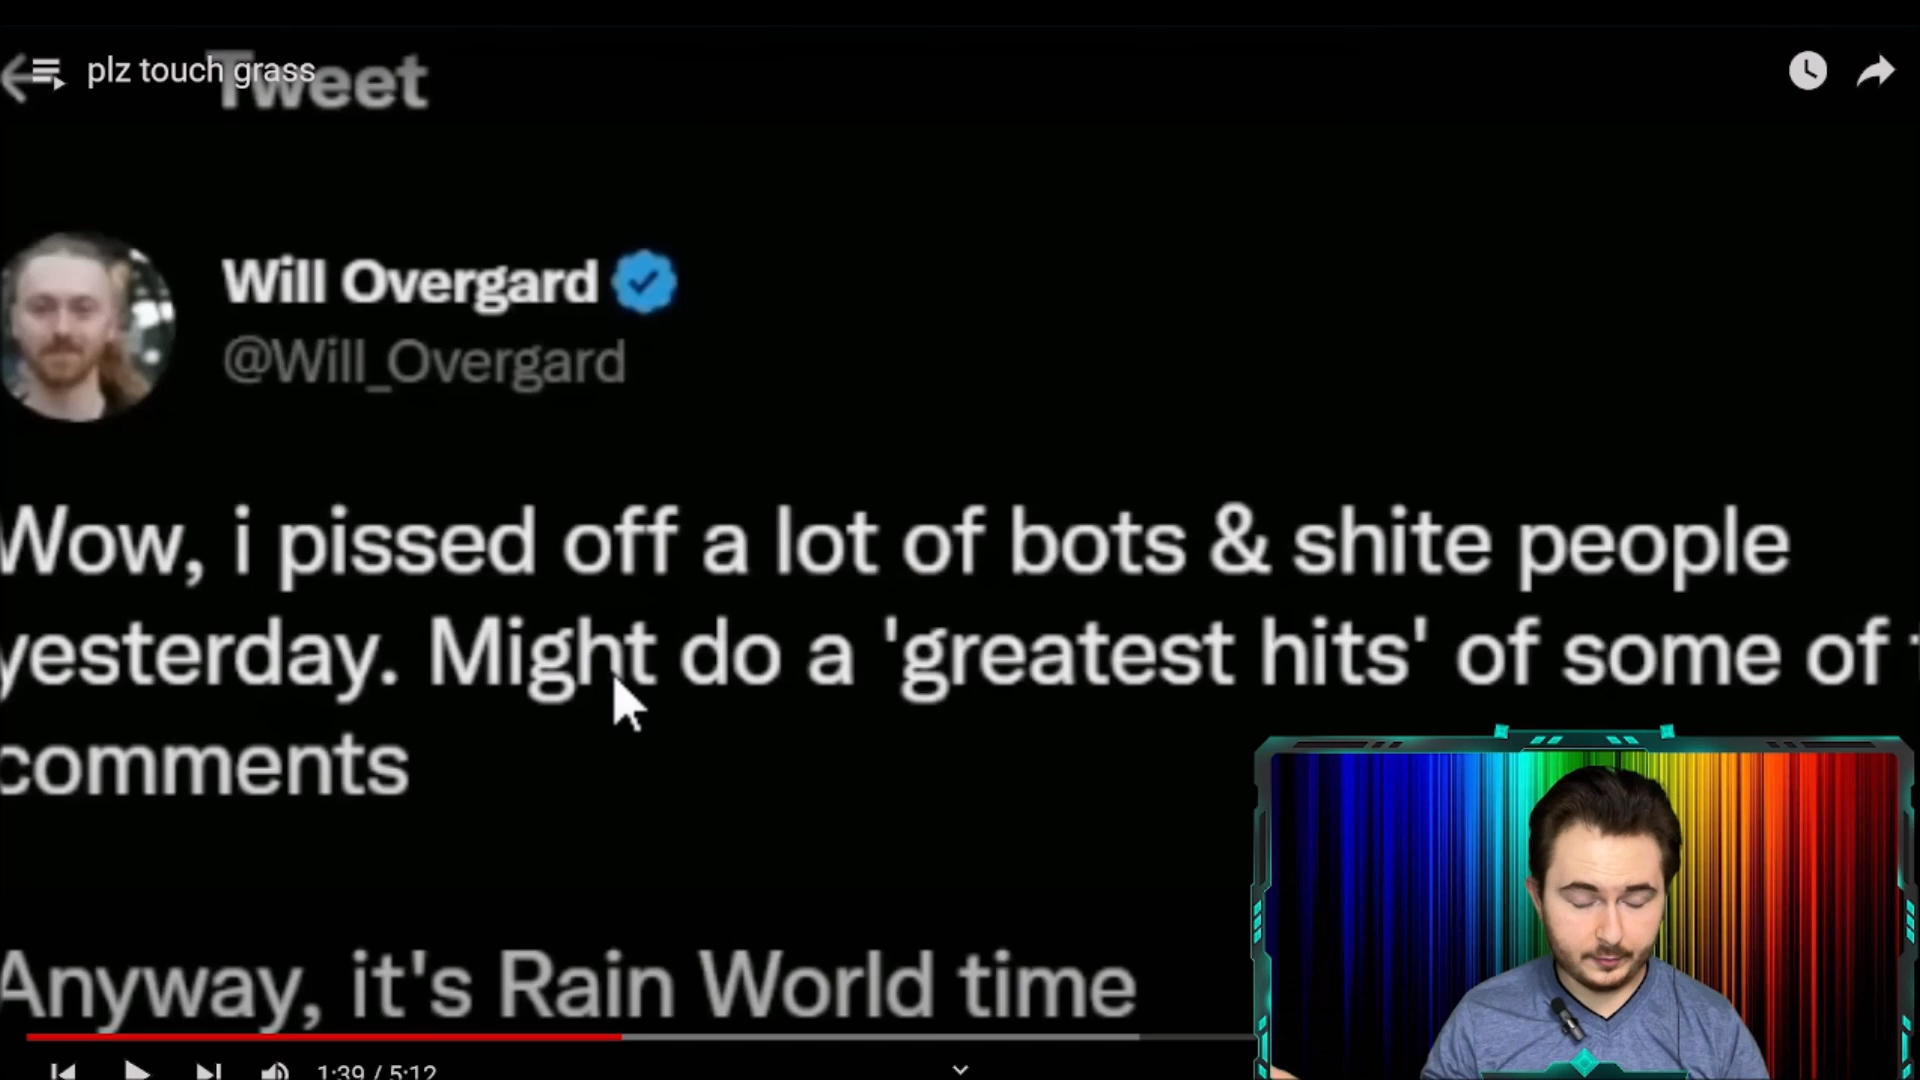 plz touch grass
Tweet
Will Overgard
@Will_Overgard
Wow, i pissed off a lot of bots & shite people
yesterday. Might do a 'greatest hits' of some of
comments
Anyway, it's Rain World time
1:39 / 5:12